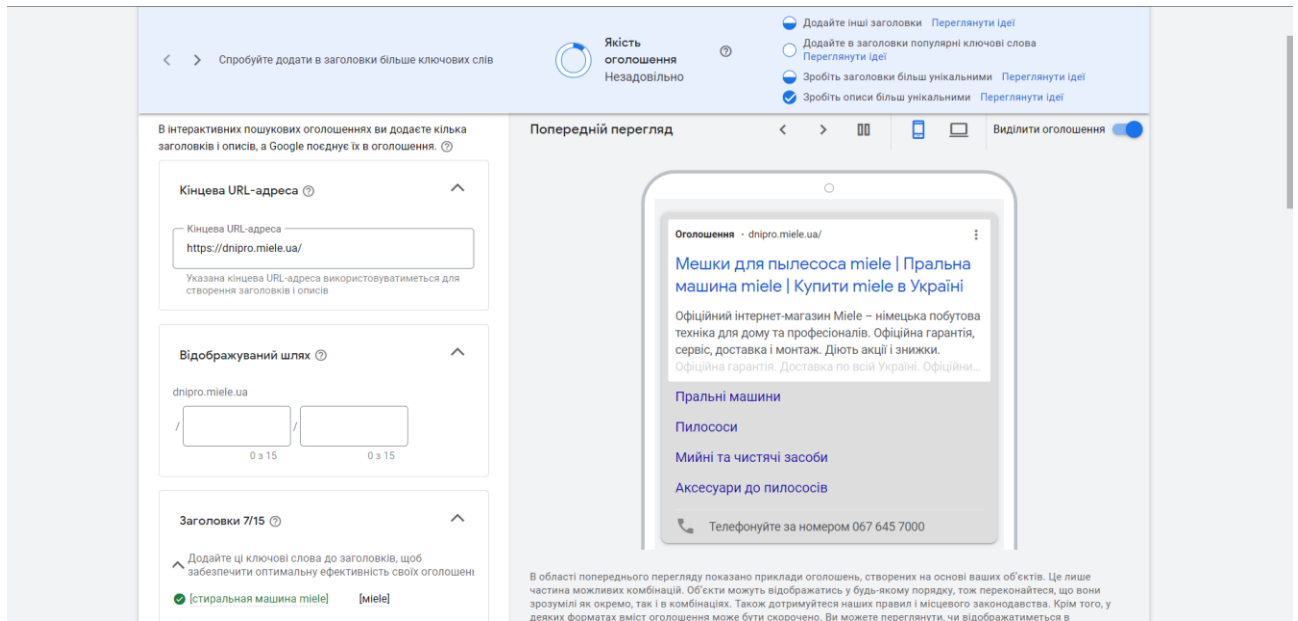 Спробуйте додати в заголовки більше ключових слів
Якість
оголошення
Незадовільно
Додайте інші заголовки Переглянути ідеї
Додайте в заголовки популярні ключові слова
Переглянути ідеї
Зробіть заголовки більш унікальними Переглянути ідеї
Зробіть описи більш унікальними Переглянути ідеї
В інтерактивних пошукових оголошеннях ви додаєте кілька
заголовків і описів, а Google поєднує їх в оголошення.
Кінцева URL-адреса
Кінцева URL-адреса
https://dnipro.miele.ua/
Указана кінцева URL-адреса використовуватиметься для
створення заголовків і описів
Відображуваний шлях
dnipro.miele.ua
/ /
0 з 15 0 з 15
Заголовки 7/15
Додайте ці ключові слова до заголовків, щоб
забезпечити оптимальну ефективність своїх оголошені
[стиральная машина miele] [миele]
Попередній перегляд
Виділити оголошення
Оголошення · dnipro.miele.ua/
Мешки для пылесоса miele | Пральна
машина miele | Купити miele в Україні
Офіційний інтернет-магазин Miele – німецька побутова
техніка для дому та професіоналів. Офіційна гарантія,
сервіс, доставка і монтаж. Діють акції і знижки.
Офіційна гарантія. Доставка по всій Україні. Офіційни...
Пральні машини
Пилососи
Мийні та чистячі засоби
Аксесуари до пилососів
Телефонуйте за номером 067 645 7000
В області попереднього перегляду показано приклади оголошень, створених на основі ваших об'єктів. Це лише
частина можливих комбінацій. Об'єкти можуть відображатись у будь-якому порядку, тож переконайтеся, що вони
зрозумілі як окремо, так і в комбінаціях. Також дотримуйтеся наших правил і місцевого законодавства. Крім того, у
деяких форматах вміст оголошення може бути скорочено. Ви можете переглянути, чи відображатиметься в